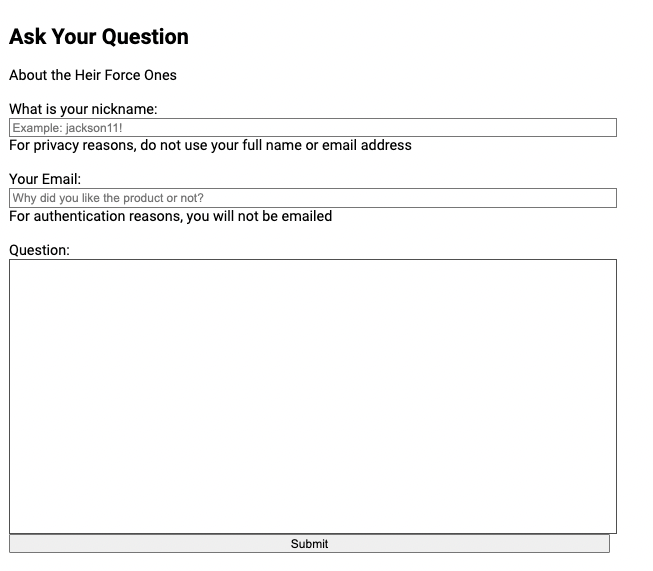 Ask Your Question
About the Heir Force Ones
What is your nickname:
Example: jackson11!
For privacy reasons, do not use your full name or email address
Your Email:
Why did you like the product or not?
For authentication reasons, you will not be emailed
Question:
Submit